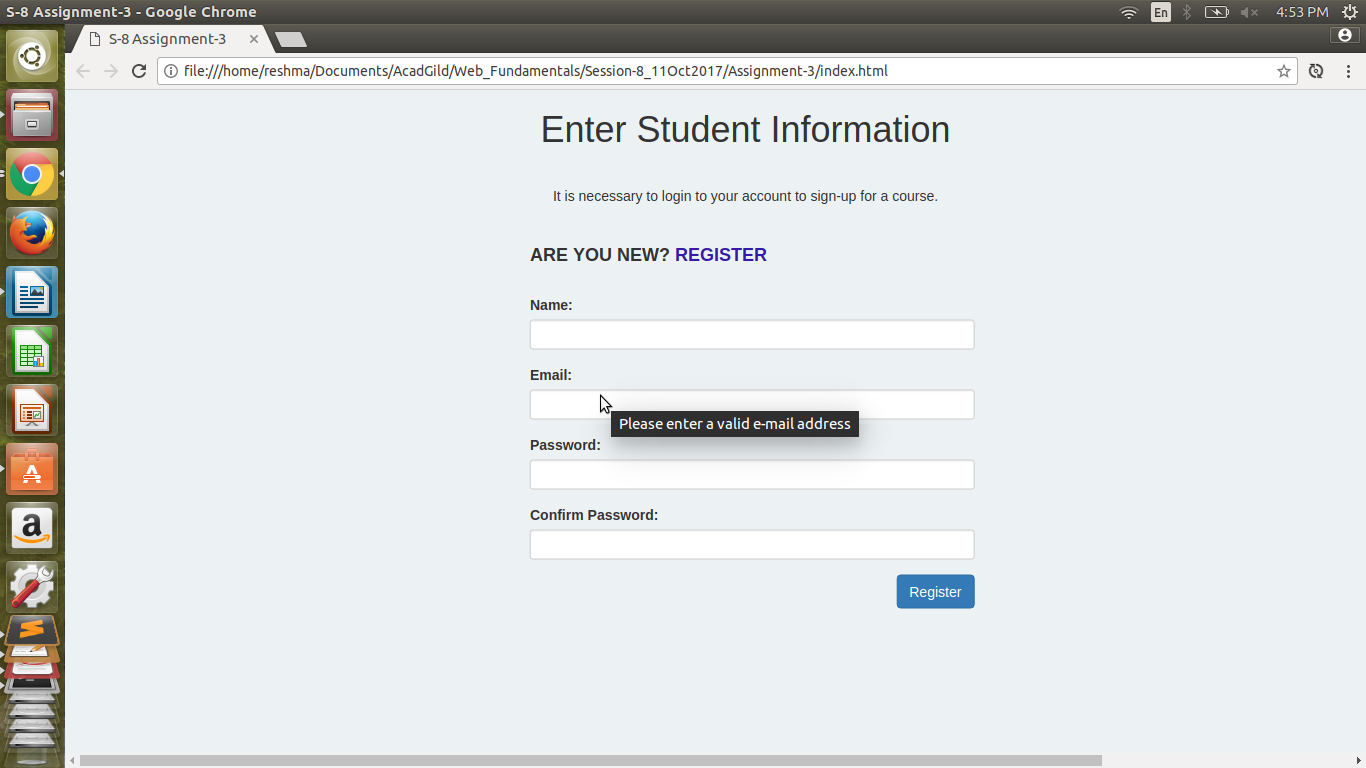 S-8 Assignment-3 - Google Chrome
En
4:53 PM
S-8 Assignment-3
file:///home/reshma/Documents/AcadGild/Web_Fundamentals/Session-8_11Oct2017/Assignment-3/index.html
Enter Student Information
It is necessary to login to your account to sign-up for a course.
ARE YOU NEW? REGISTER
Name:
Email:
Please enter a valid e-mail address
Password:
Confirm Password:
Register